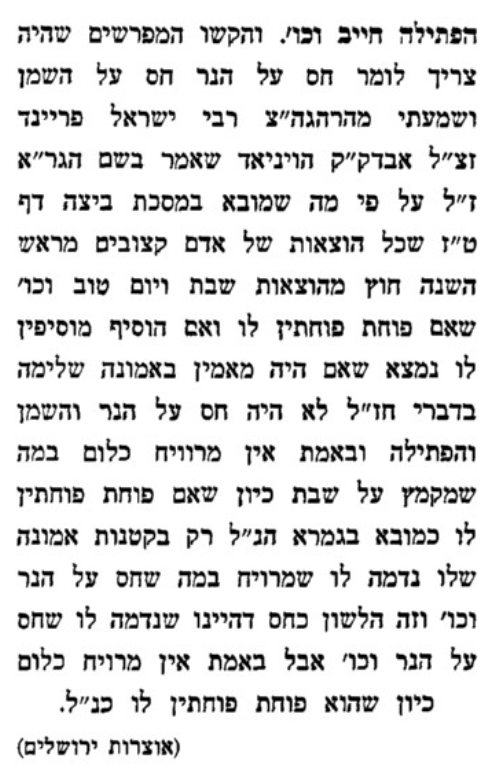 הפתילה חייב וכו׳. והקשו המפרשים שהיה
צריך לומר חס על הנר חס על השמן
ושמעתי מהרהגה״צ רבי ישראל פריינד
זצ״ל אבדק״ק הויניאד שאמר בשם הגר״א
ז״ל על פי מה שמובא במסכת ביצה דף
ט״ז שכל הוצאות של אדם קצובים מראש
השנה חוץ מהוצאות שבת ויום טוב וכו׳
שאם פוחת פוחתין לו ואם הוסיף מוסיפין
לו נמצא שאם היה מאמין באמונה שלימה
בדברי חז״ל לא היה חס על הנר והשמן
והפתילה ובאמת אין מרוויח כלום במה
שמקמץ על שבת כיון שאם פוחת פוחתין
לו כמובא בגמרא הנ״ל רק בקטנות אמונה
שלו נדמה לו שמרויח במה שחס על הנר
וכו׳ וזה הלשון כחס דהיינו שנדמה לו שחס
על הנר וכו׳ אבל באמת אין מרויח כלום
כיון שהוא פוחת פוחתין לו כנ״ל.
(אוצרות ירושלים)